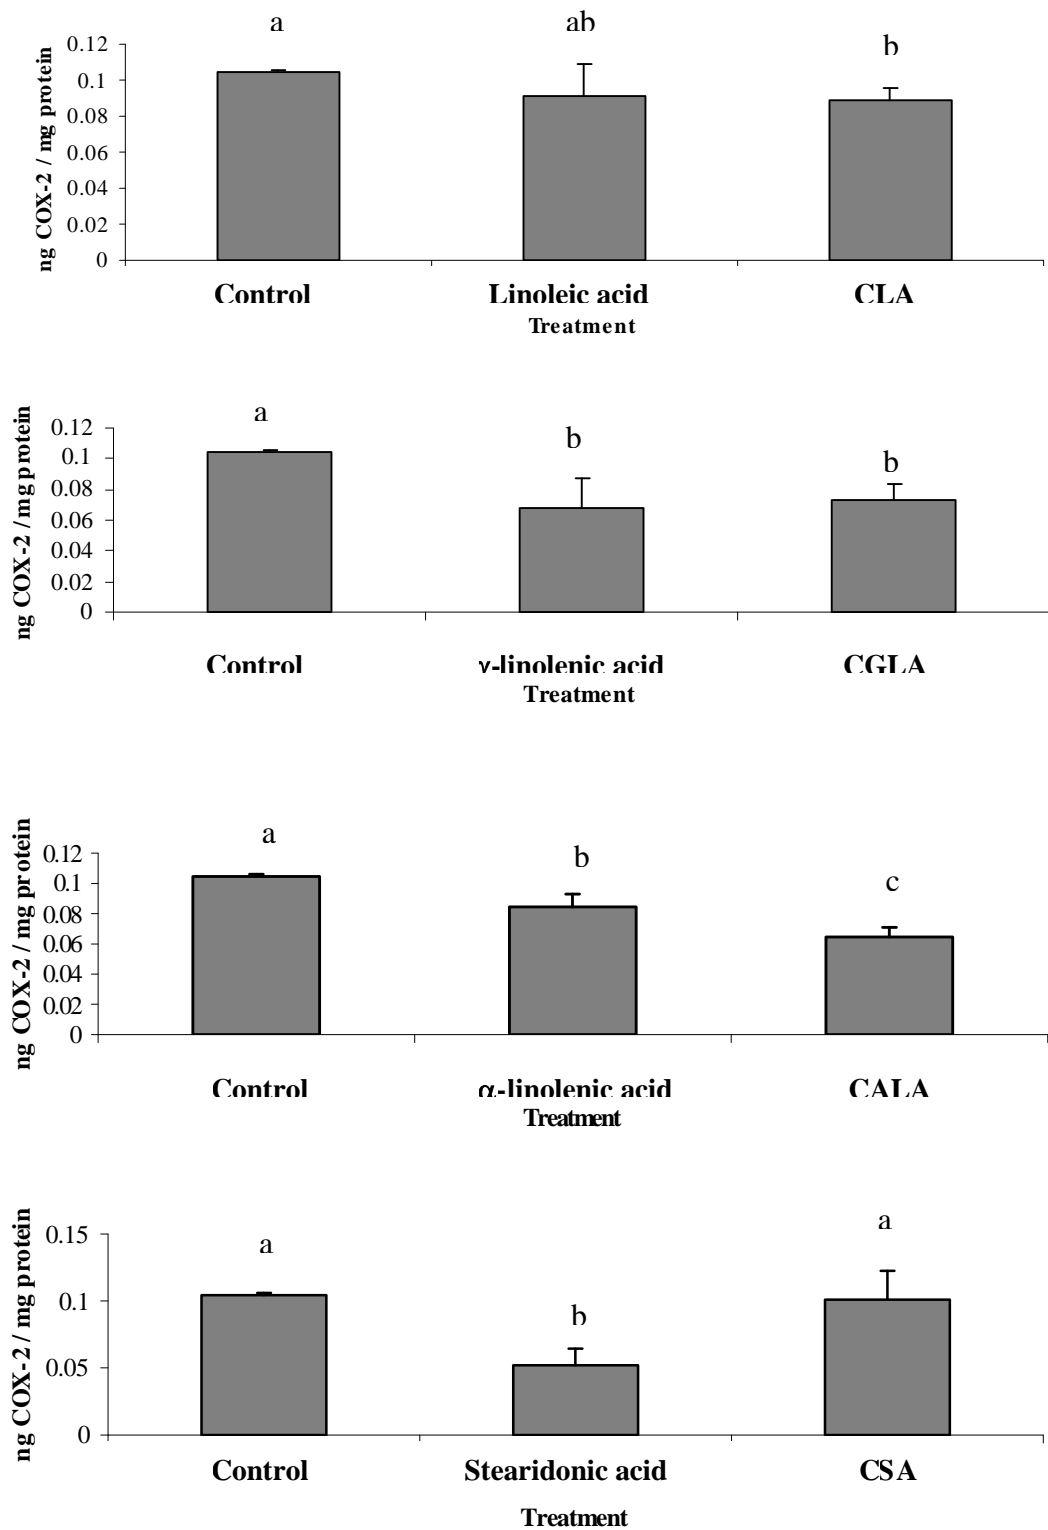 a
ab
b
ng COX-2 / mg protein
0.12
0.1
0.08
0.06
0.04
0.02
0
Control Linoleic acid CLA
Treatment
a
b
b
ng COX-2 / mg protein
0.12
0.1
0.08
0.06
0.04
0.02
0
Control γ-linolenic acid CGLA
Treatment
a
b
c
ng COX-2 / mg protein
0.12
0.1
0.08
0.06
0.04
0.02
0
Control α-linolenic acid CALA
Treatment
a
b
a
ng COX-2 / mg protein
0.15
0.1
0.05
0
Control Stearidonic acid CSA
Treatment